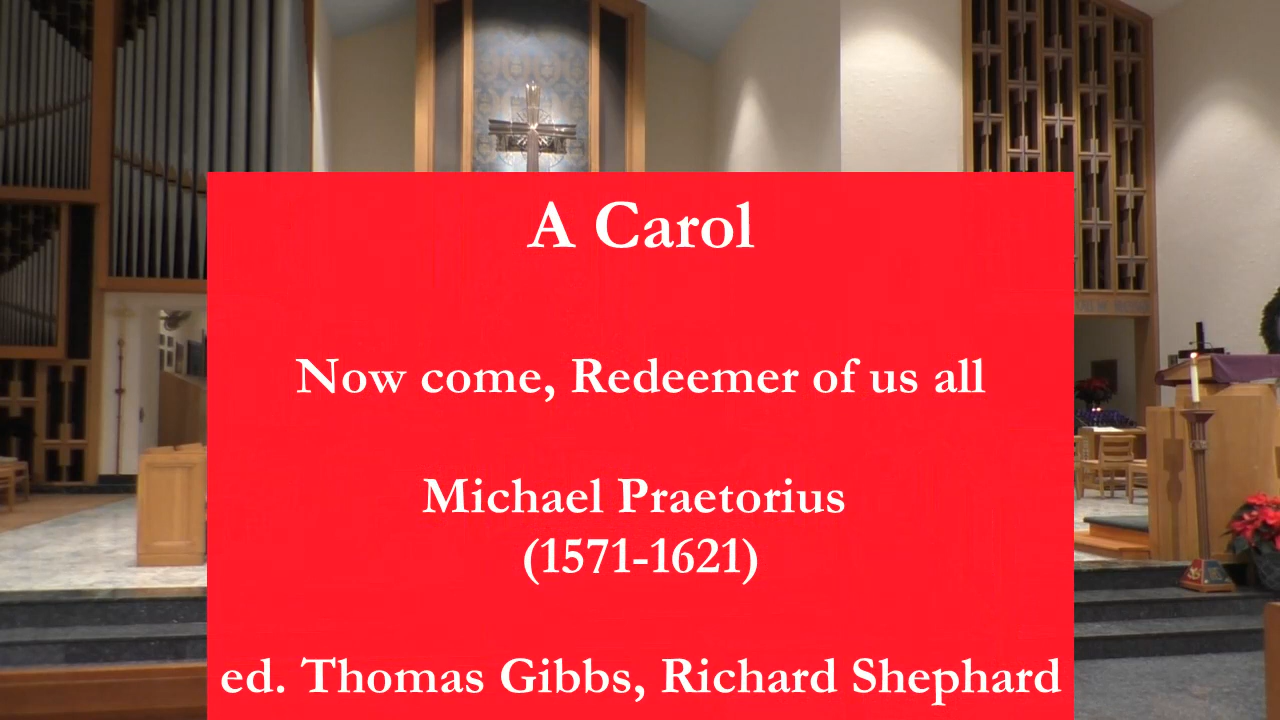 A Carol
Now come, Redeemer of us all
Michael Praetorius
(1571-1621)
ed. Thomas Gibbs, Richard Shephard